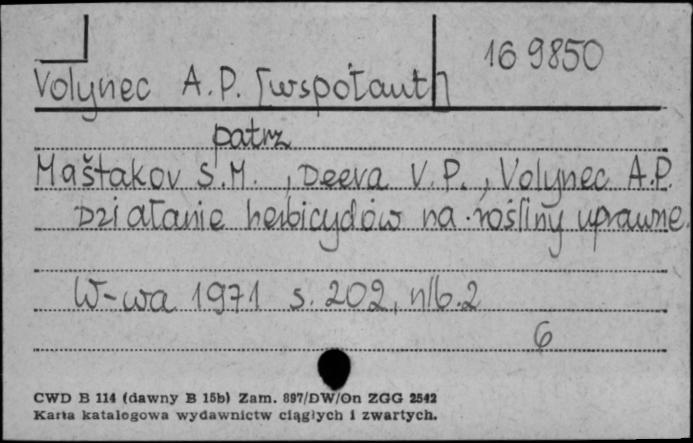 16 9850
Volynec A.P. [współaut]
patrz
Maštakov S.M., Deeva V.P., Volynec A.P.
Działanie herbicydów na rośliny uprawne.
W-wa 1971 s. 202, nlb. 2
6
CWD B 114 (dawny B 15b) Zam. 897/DW/On ZGG 2542
Karta katalogowa wydawnictw ciągłych i zwartych.